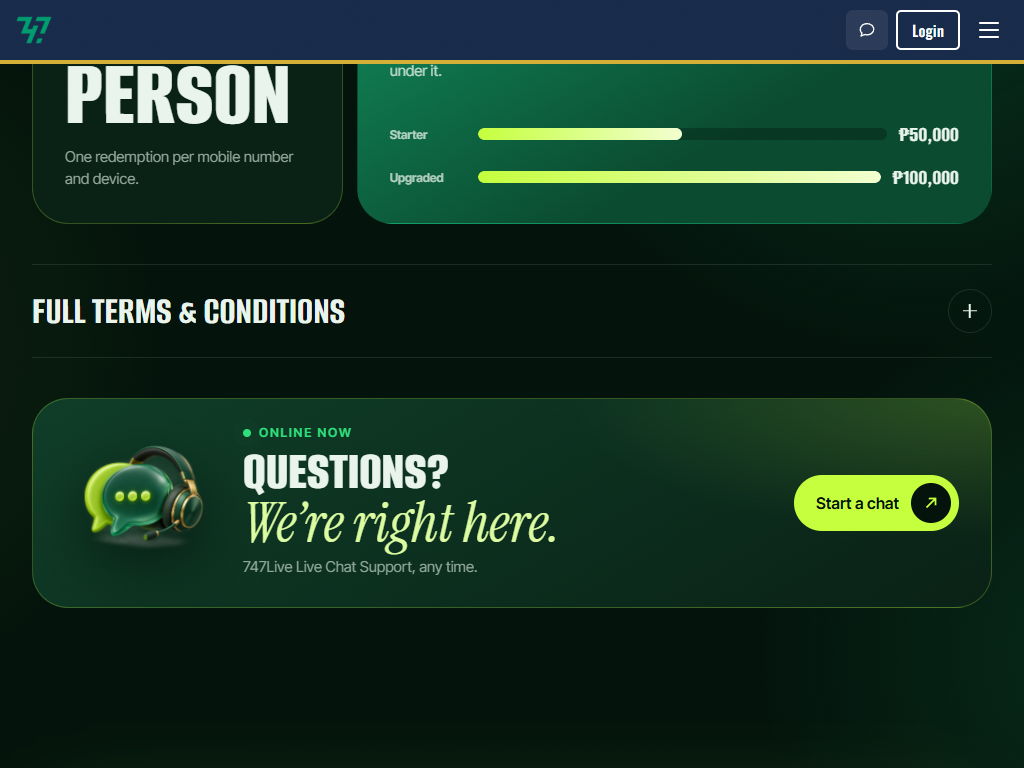 747
Login
PERSON
One redemption per mobile number
and device.
under it.
Starter
₱50,000
Upgraded
₱100,000
FULL TERMS & CONDITIONS
ONLINE NOW
QUESTIONS?
We’re right here.
747Live Live Chat Support, any time.
Start a chat